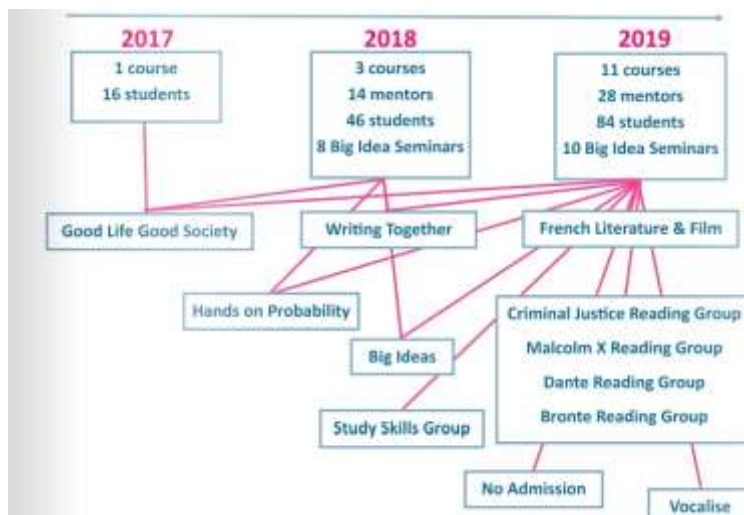 2017
1 course
16 students
2018
3 courses
14 mentors
46 students
8 Big Idea Seminars
2019
11 courses
28 mentors
84 students
10 Big Idea Seminars
Good Life Good Society
Writing Together
French Literature & Film
Hands on Probability
Big Ideas
Study Skills Group
Criminal Justice Reading Group
Malcolm X Reading Group
Dante Reading Group
Bronte Reading Group
No Admission
Vocalise